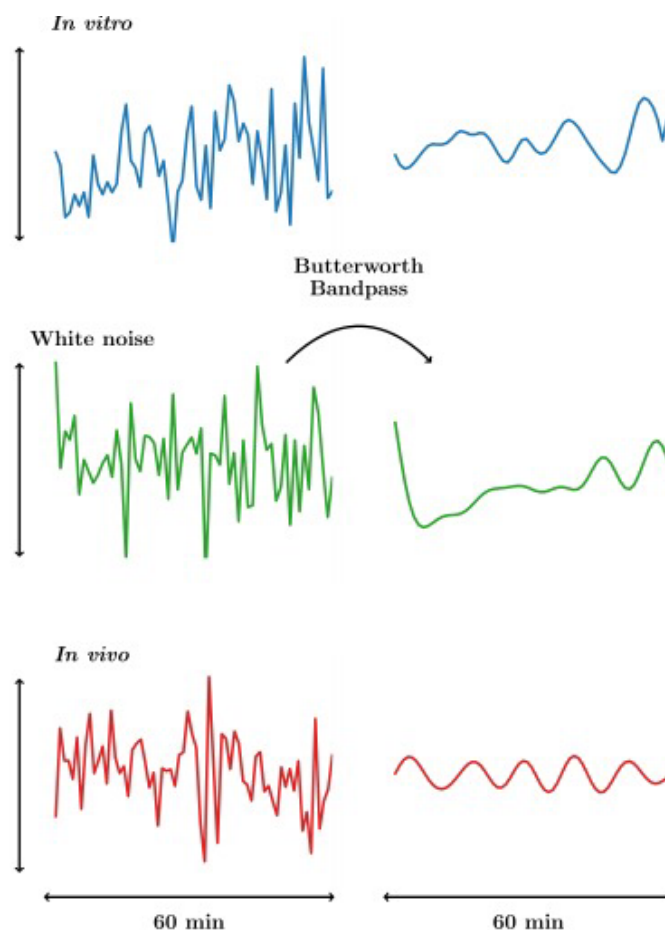 In vitro
Butterworth
Bandpass
White noise
In vivo
60 min
60 min